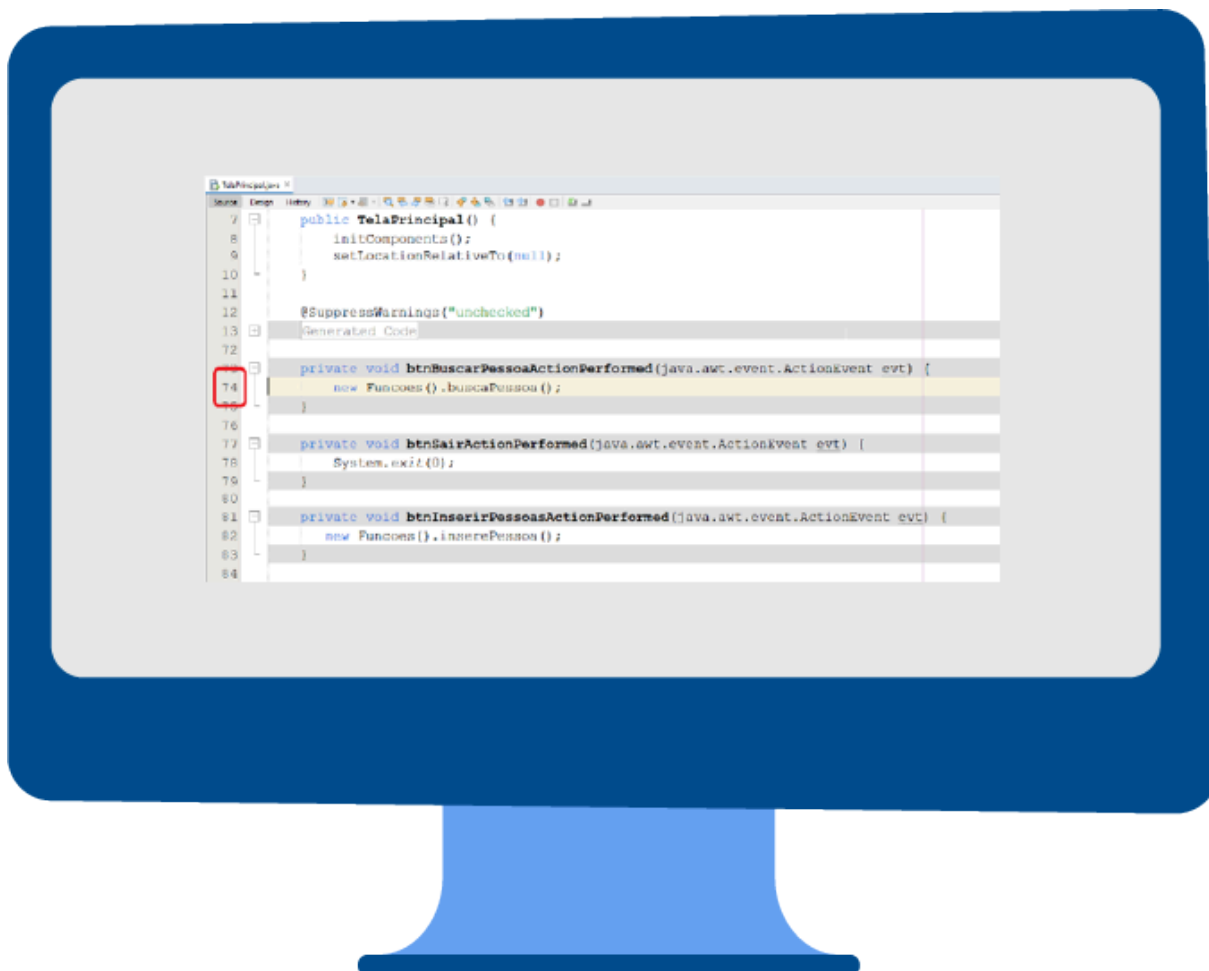 TelaPrincipal.java ×
Source Design History
7 public TelaPrincipal() {
8 initComponents();
9 setLocationRelativeTo(null);
10 }
11
12 @SuppressWarnings("unchecked")
13 Generated Code
72
73 private void btnBuscarPessoaActionPerformed(java.awt.event.ActionEvent evt) {
74 new Funcoes().buscaPessoa();
75 }
76
77 private void btnSairActionPerformed(java.awt.event.ActionEvent evt) {
78 System.exit(0);
79 }
80
81 private void btnInserirPessoasActionPerformed(java.awt.event.ActionEvent evt) {
82 new Funcoes().inserePessoa();
83 }
84